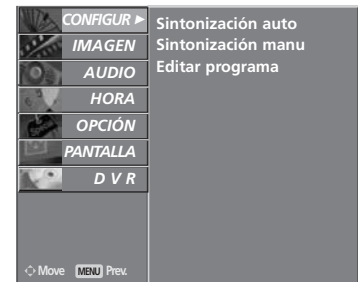 CONFIGUR ►
IMAGEN
AUDIO
HORA
OPCIÓN
PANTALLA
D V R
Move MENU Prev.
Sintonización auto
Sintonización manu
Editar programa